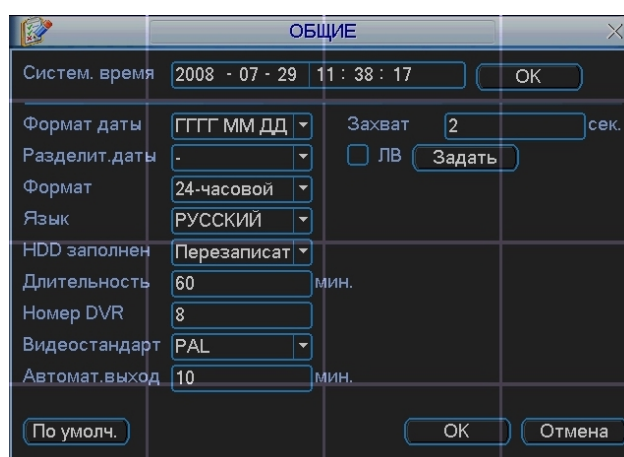 ОБЩИЕ
Систем. время 2008 - 07 - 29 11 : 38 : 17 OK
Формат даты ГГГГ ММ ДД Захват 2 сек.
Разделит.даты - ЛВ Задать
Формат 24-часовой
Язык РУССКИЙ
HDD заполнен Перезаписат
Длительность 60 мин.
Номер DVR 8
Видеостандарт PAL
Автомат.выход 10 мин.
По умолч. OK Отмена